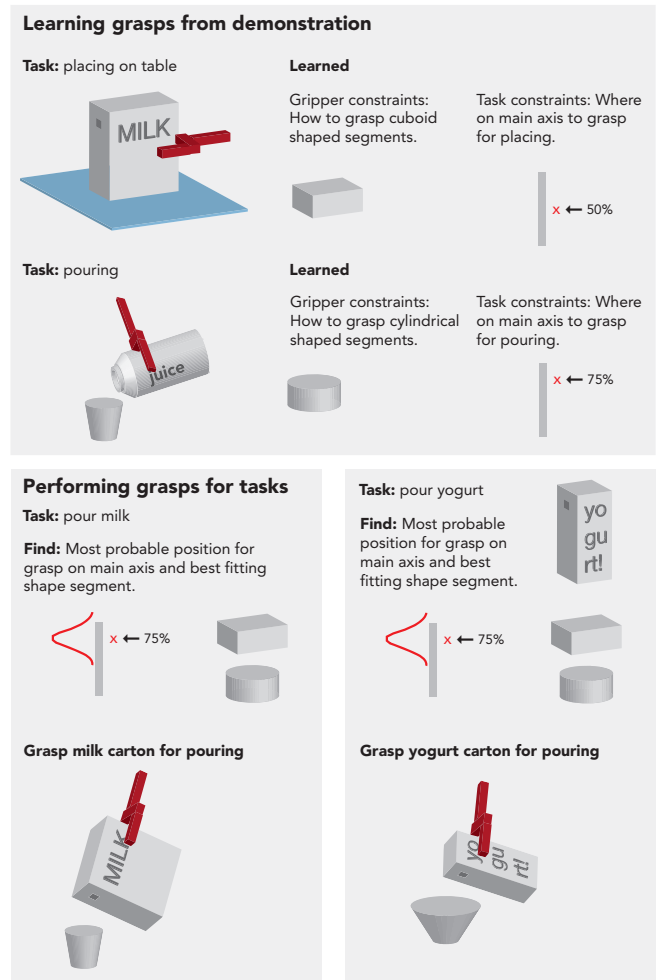 Learning grasps from demonstration
Task: placing on table
Learned
Gripper constraints:
How to grasp cuboid
shaped segments.
Task constraints: Where
on main axis to grasp
for placing.
MILK
x ← 50%
Task: pouring
Learned
Gripper constraints:
How to grasp cylindrical
shaped segments.
Task constraints: Where
on main axis to grasp
for pouring.
juice
x ← 75%
Performing grasps for tasks
Task: pour milk
Find: Most probable position for
grasp on main axis and best fitting
shape segment.
x ← 75%
Grasp milk carton for pouring
MILK
Task: pour yogurt
Find: Most probable
position for grasp on
main axis and best
fitting shape segment.
yo
gu
rt!
x ← 75%
Grasp yogurt carton for pouring
yo
gu
rt!